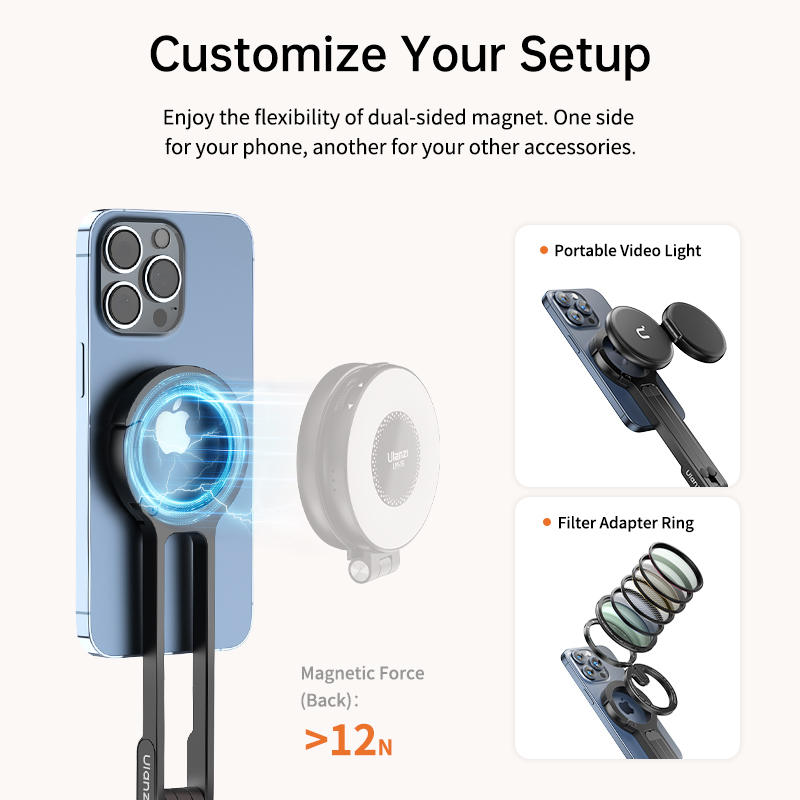 Customize Your Setup
Enjoy the flexibility of dual-sided magnet. One side
for your phone, another for your other accessories.
Portable Video Light
Ulanzi
Ulanzi
Filter Adapter Ring
Magnetic Force
(Back):
>12N
Ulanzi